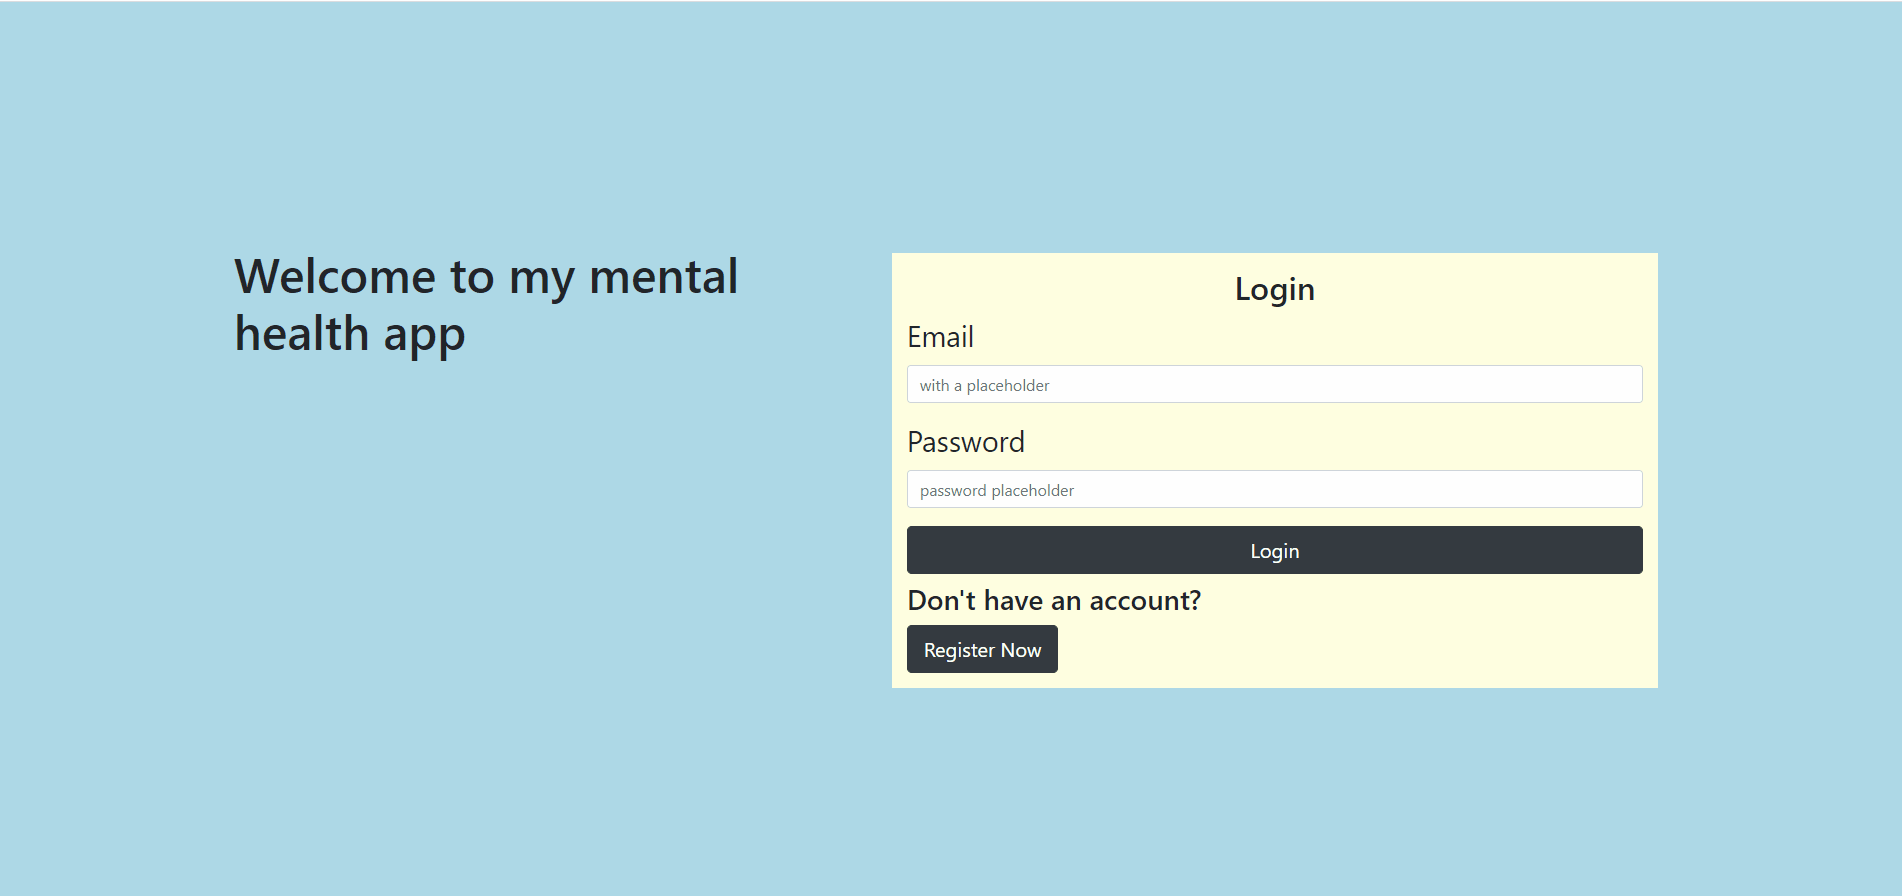 Welcome to my mental
health app
Login
Email
with a placeholder
Password
password placeholder
Login
Don't have an account?
Register Now